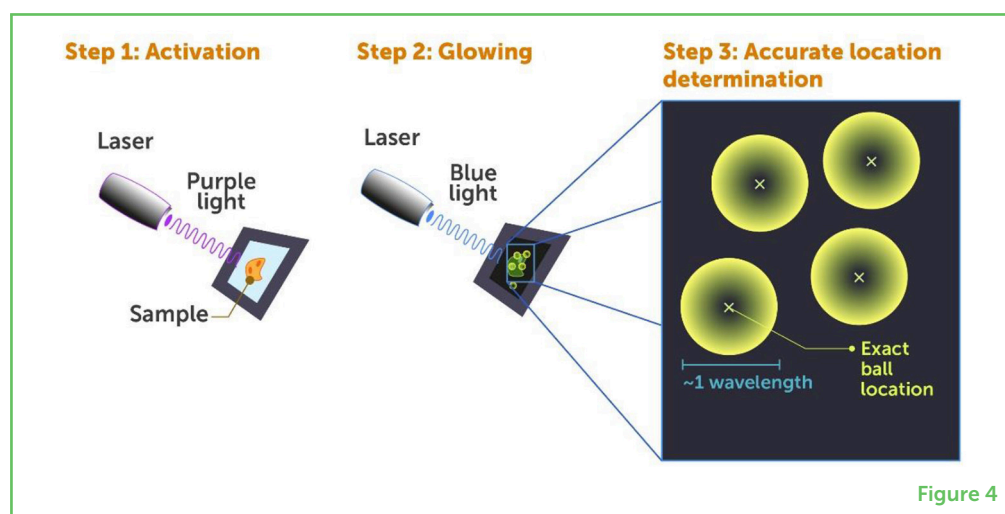 Step 1: Activation
Laser
Purple
light
Sample
Step 2: Glowing
Laser
Blue
light
Step 3: Accurate location
determination
Exact
ball
location
~1 wavelength
Figure 4